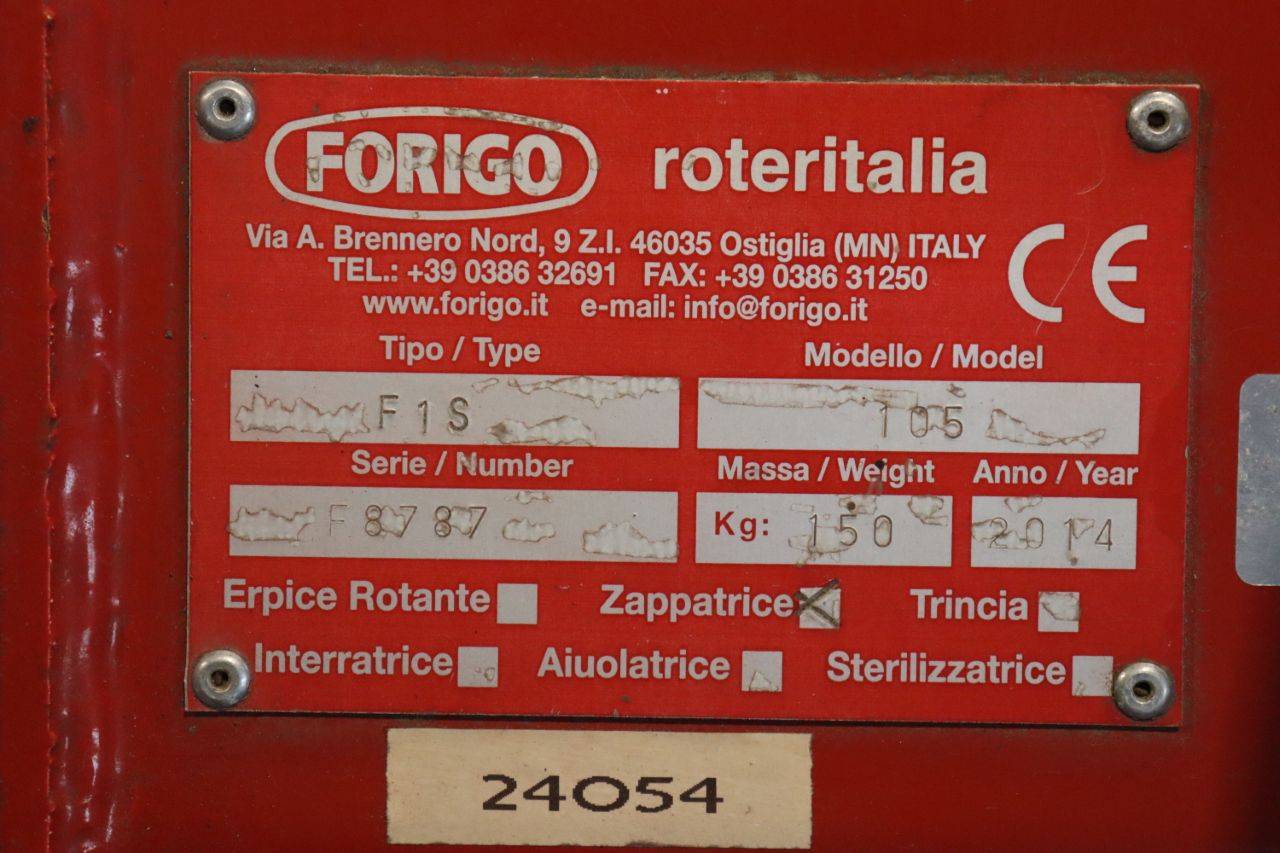 FORIGO roteritalia
Via A. Brennero Nord, 9 Z.I. 46035 Ostiglia (MN) ITALY
TEL.: +39 0386 32691 FAX: +39 0386 31250
www.forigo.it e-mail: info@forigo.it
CE
Tipo / Type Modello / Model
F1S 105
Serie / Number Massa / Weight Anno / Year
F8787 Kg: 150 2014
Erpice Rotante Zappatrice X Trincia
Interratrice Aiuolatrice Sterilizzatrice
24054